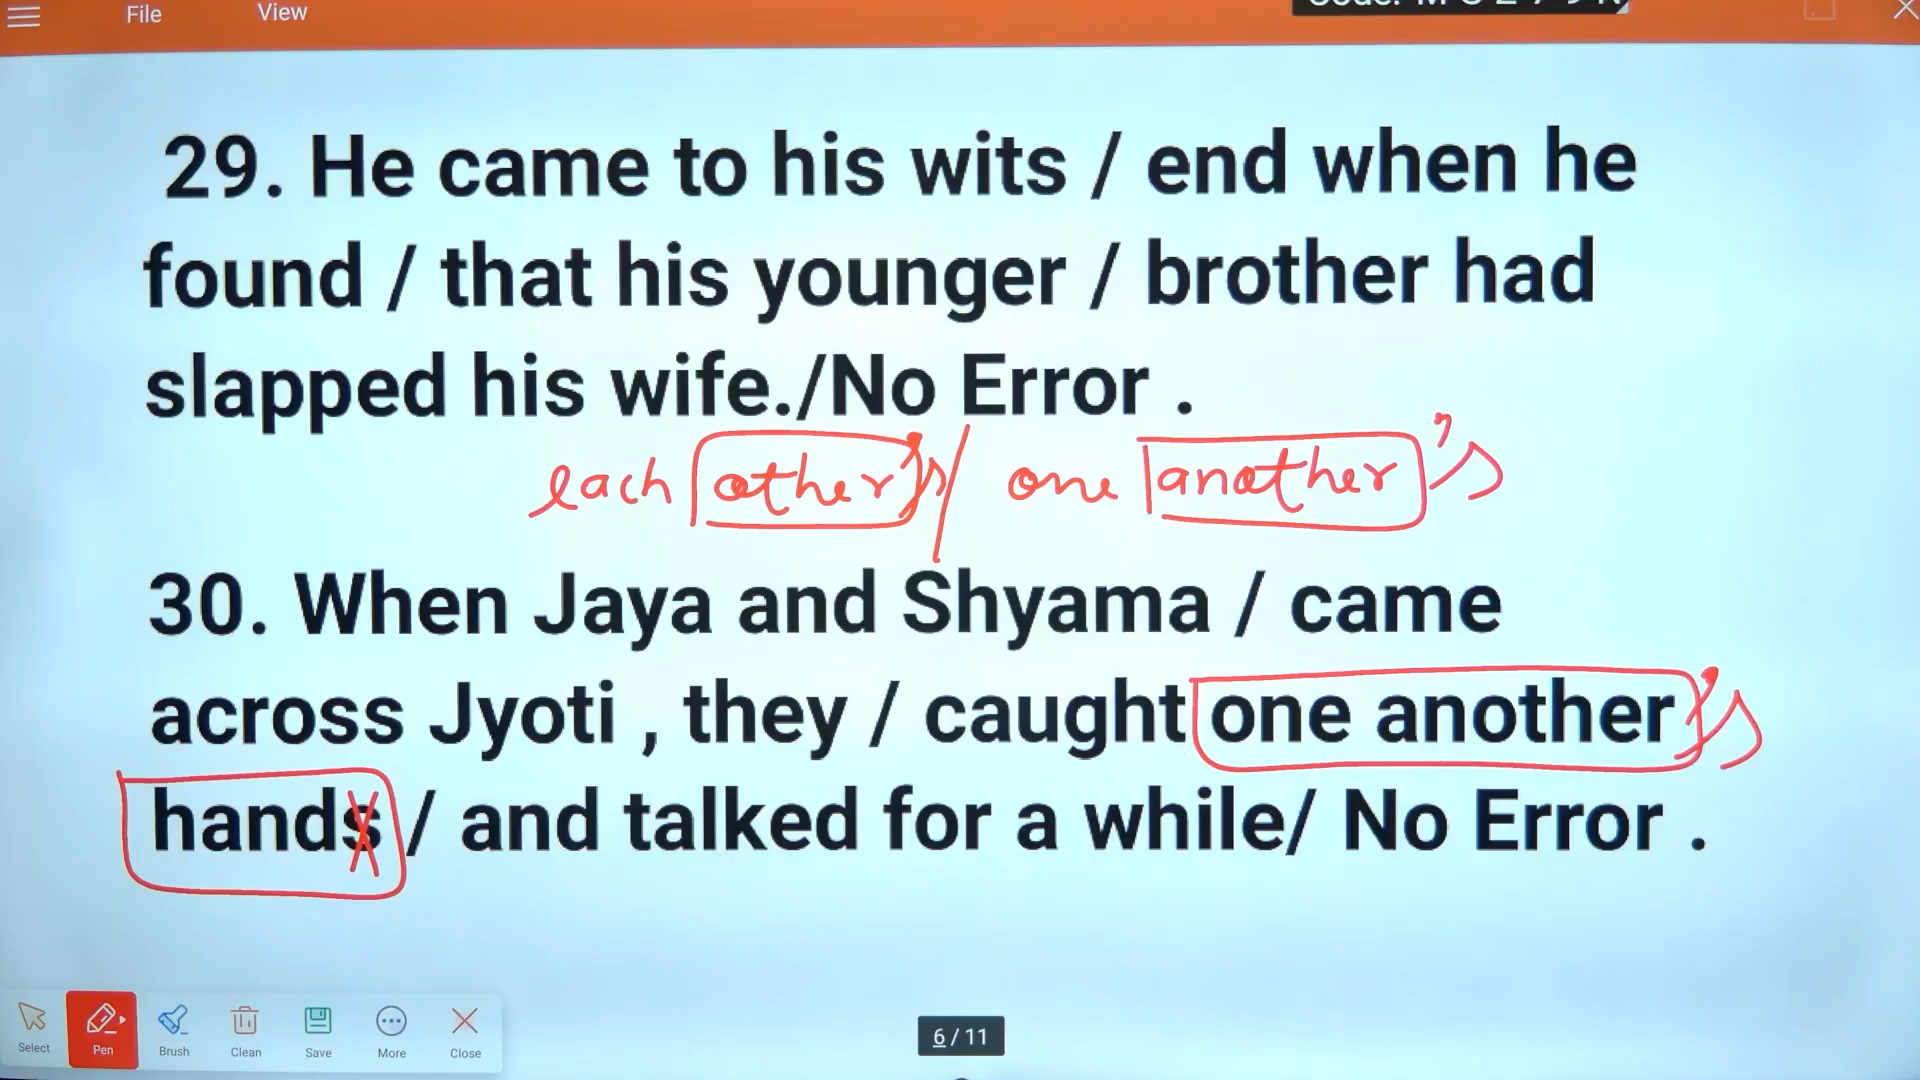 File View
29. He came to his wits / end when he
found / that his younger / brother had
slapped his wife./No Error .
each other's / one another's
30. When Jaya and Shyama / came
across Jyoti , they / caught one another's
hands / and talked for a while/ No Error .
Select Pen Brush Clean Save More Close
6 / 11